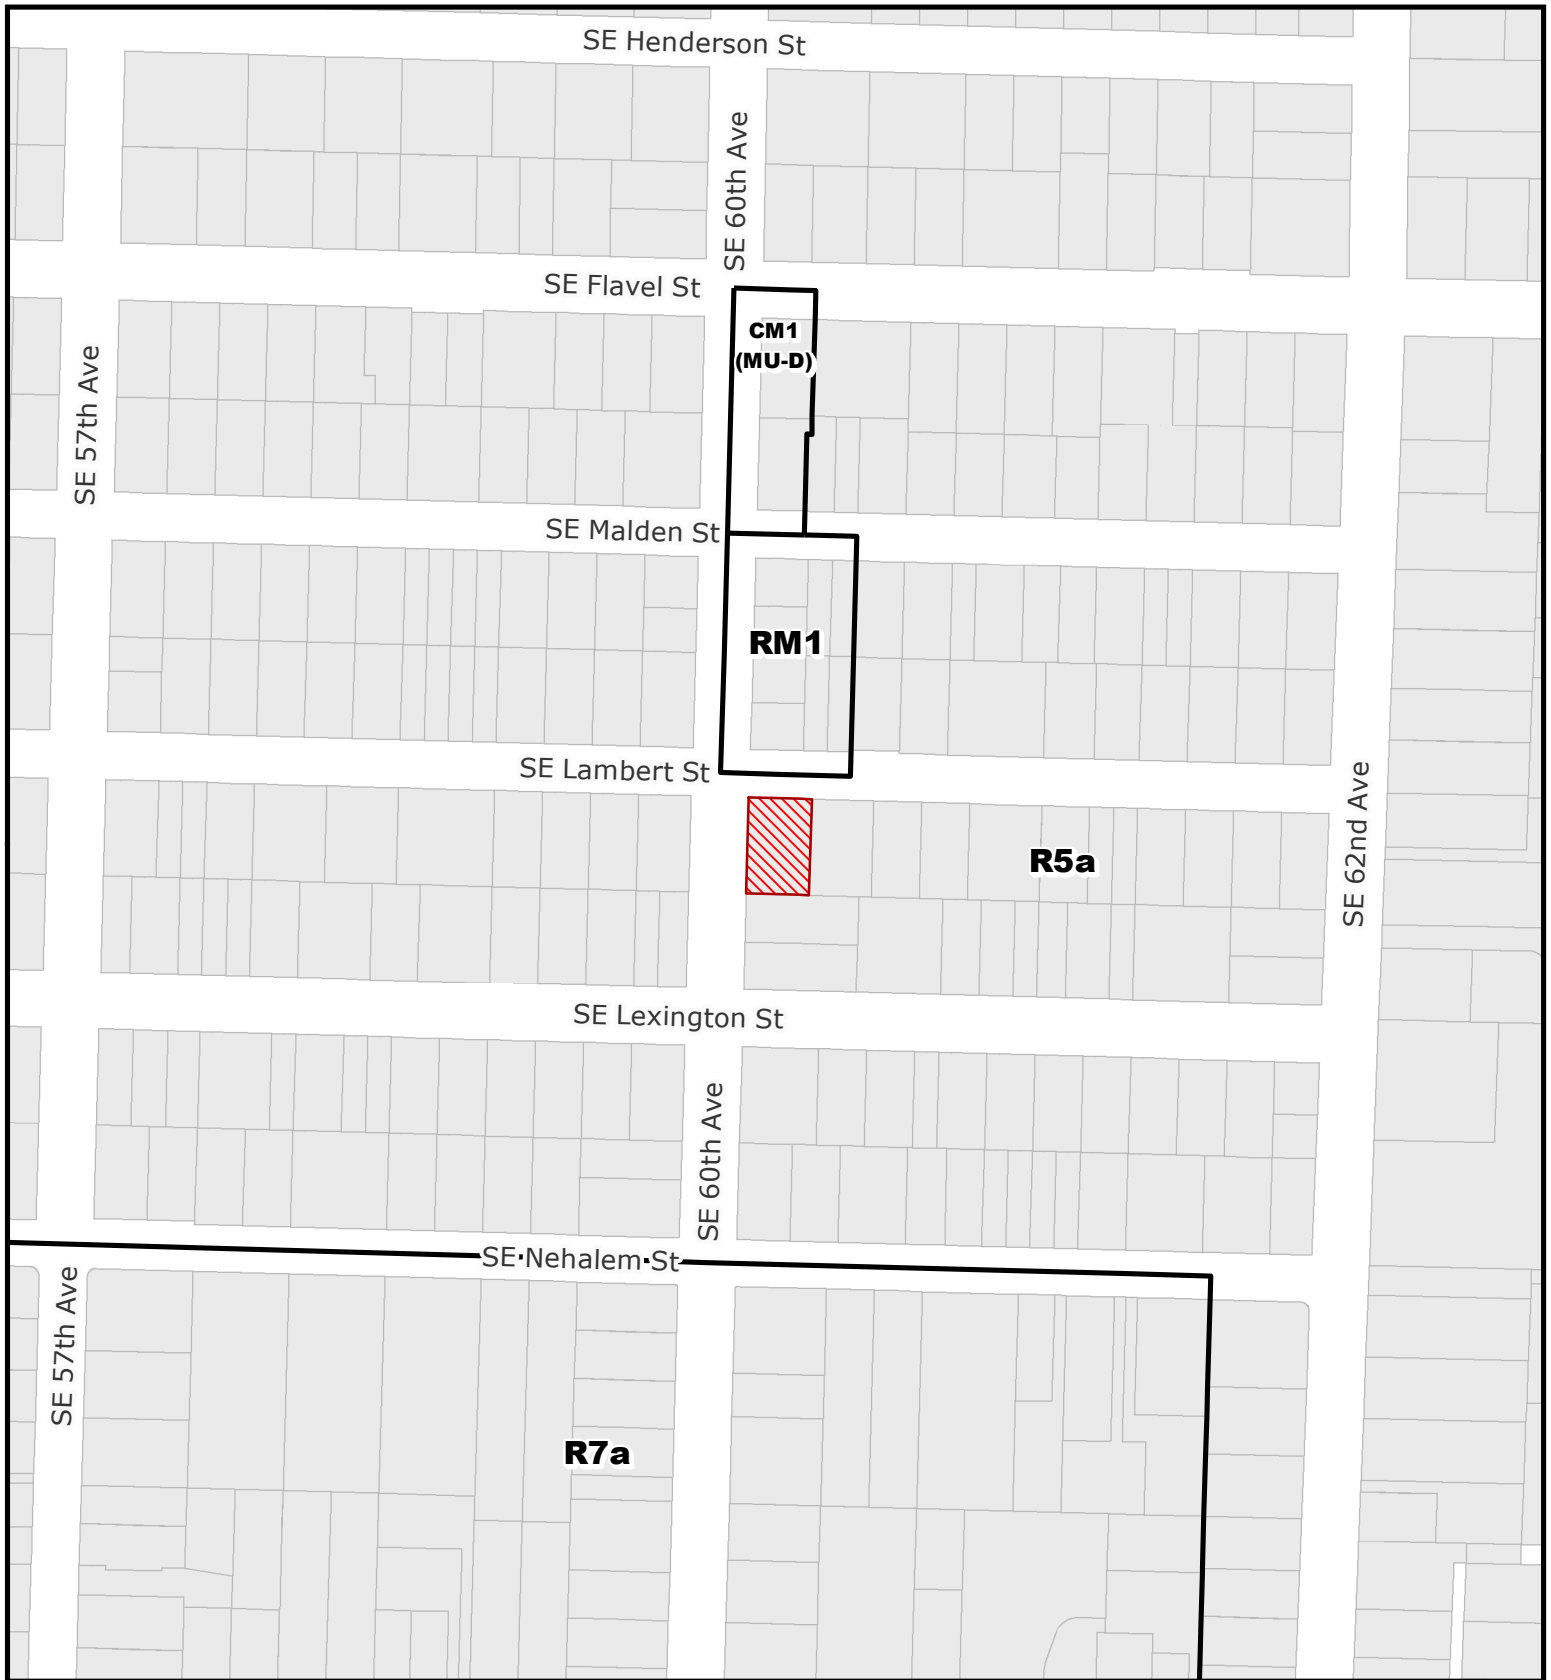 SE Henderson St
SE 60th Ave
SE Flavel St
CM1
(MU-D)
SE 57th Ave
SE Malden St
RM1
SE Lambert St
SE 62nd Ave
R5a
SE Lexington St
SE 60th Ave
SE Nehalem St
SE 57th Ave
R7a